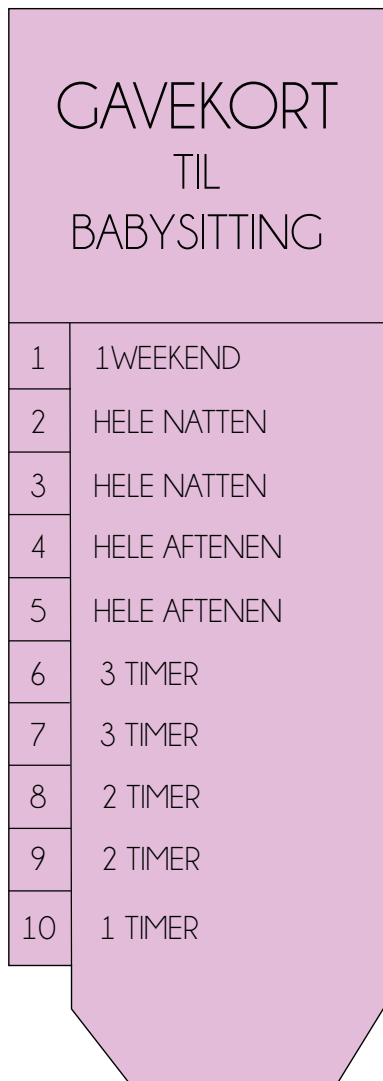 GAVEKORT
TIL
BABYSITTING
1 1WEEKEND
2 HELE NATTEN
3 HELE NATTEN
4 HELE AFTENEN
5 HELE AFTENEN
6 3 TIMER
7 3 TIMER
8 2 TIMER
9 2 TIMER
10 1 TIMER